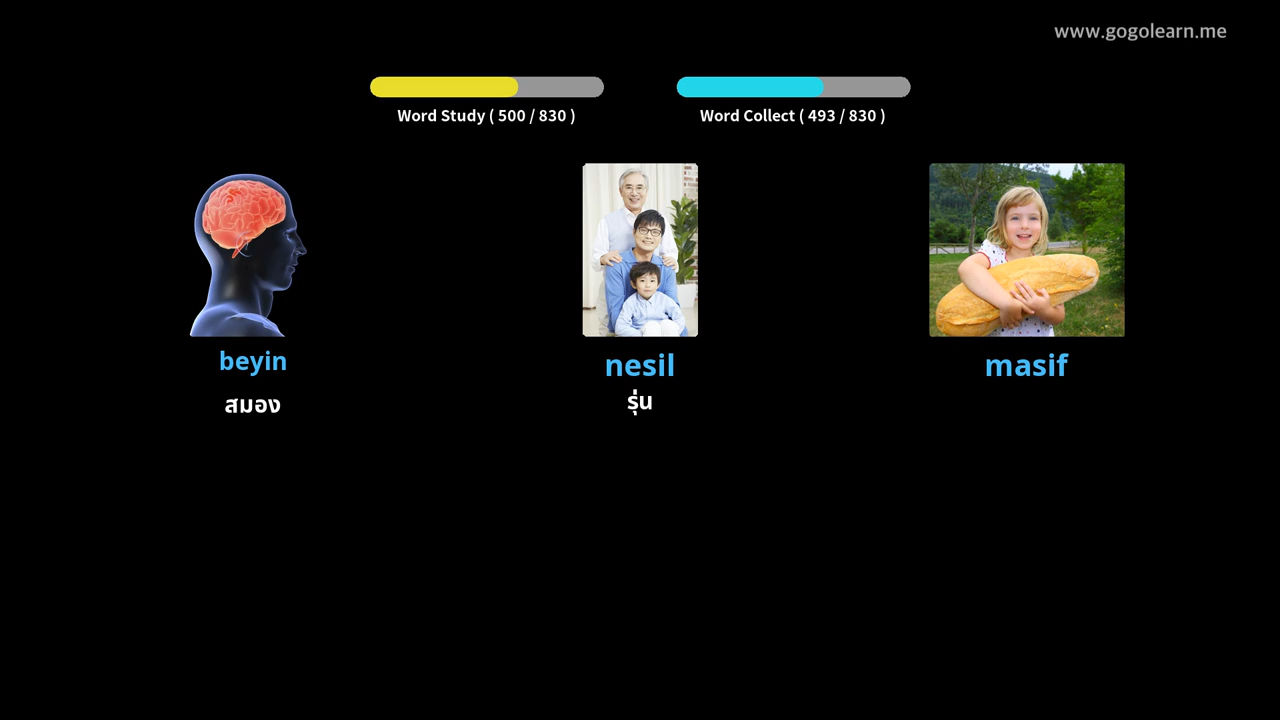 www.gogolearn.me
Word Study ( 500 / 830 )
Word Collect ( 493 / 830 )
beyin
สมอง
nesil
รุ่น
masif